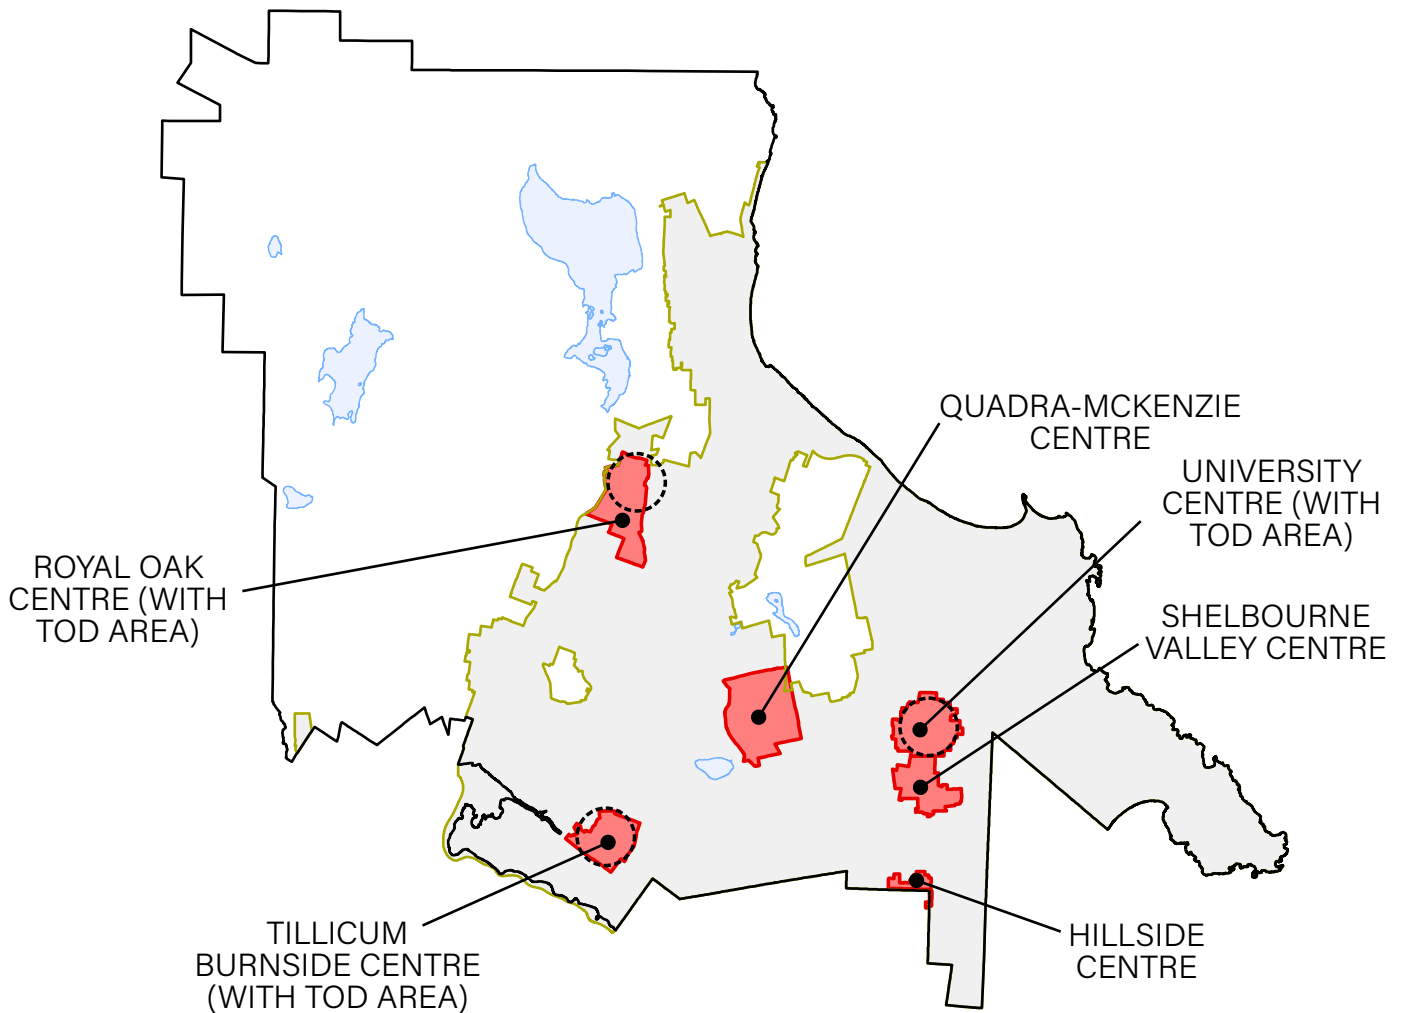 QUADRA-MCKENZIE
CENTRE
UNIVERSITY
CENTRE (WITH
TOD AREA)
ROYAL OAK
CENTRE (WITH
TOD AREA)
SHELBOURNE
VALLEY CENTRE
TILLICUM
BURNSIDE CENTRE
(WITH TOD AREA)
HILLSIDE
CENTRE